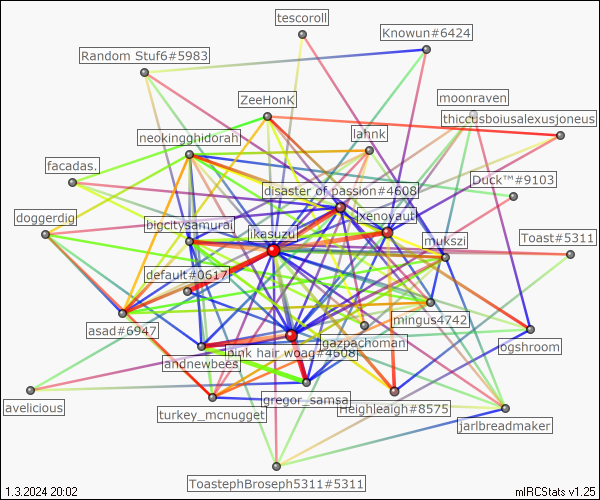 tescoroll
Knowun#6424
Random Stuf6#5983
ZeeHonK
moonraven
thiccusboiusalexusjoneus
neokingghidorah
lahnk
facadas.
Duck™#9103
disaster of passion#4608
xenoyaut
doggerdig
bigcitysamurai
ikasuzu
Toast#5311
mukszi
default#0617
asad#6947
mingus4742
gazpachoman
ogshroom
pink hair woag#4608
andnewbees
avelicious
turkey_mcnugget
gregor_samsa
Heighleaigh#8575
jarlbreadmaker
ToastephBroseph5311#5311
1.3.2024 20:02
mIRCStats v1.25